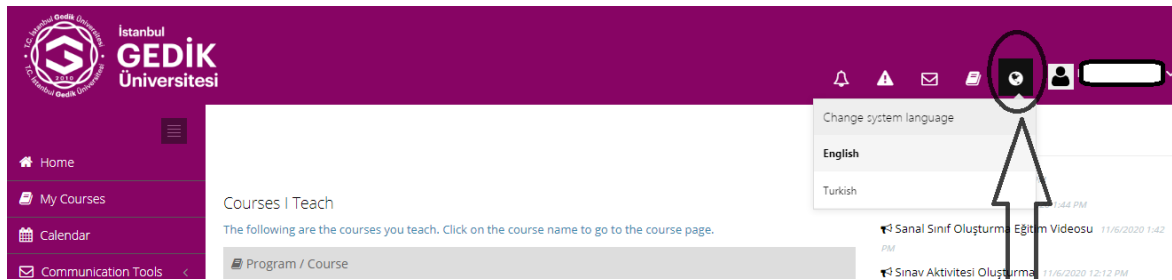 İstanbul
GEDİK
Üniversitesi
T.C. İstanbul Gedik Üniversitesi
2010
Change system language
English
Turkish
Home
My Courses
Calendar
Communication Tools
Courses I Teach
The following are the courses you teach. Click on the course name to go to the course page.
Program / Course
1:44 PM
Sanal Sınıf Oluşturma Eğitim Videosu 11/6/2020 1:42
PM
Sınav Aktivitesi Oluşturma 11/6/2020 12:12 PM